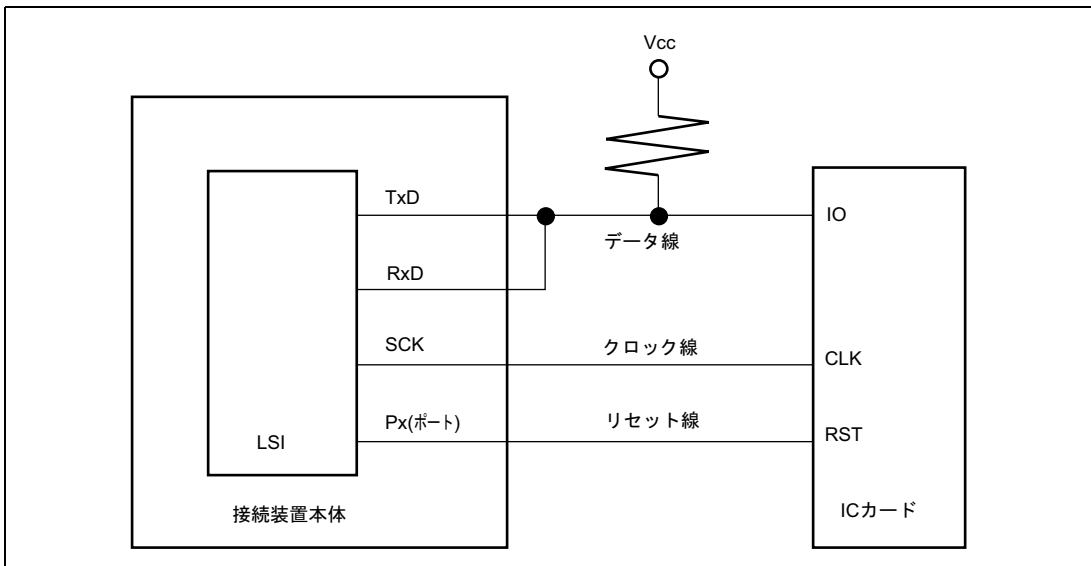 Vcc
TxD
IO
データ線
RxD
SCK
クロック線
CLK
Px(ポート)
リセット線
RST
LSI
接続装置本体
ICカード